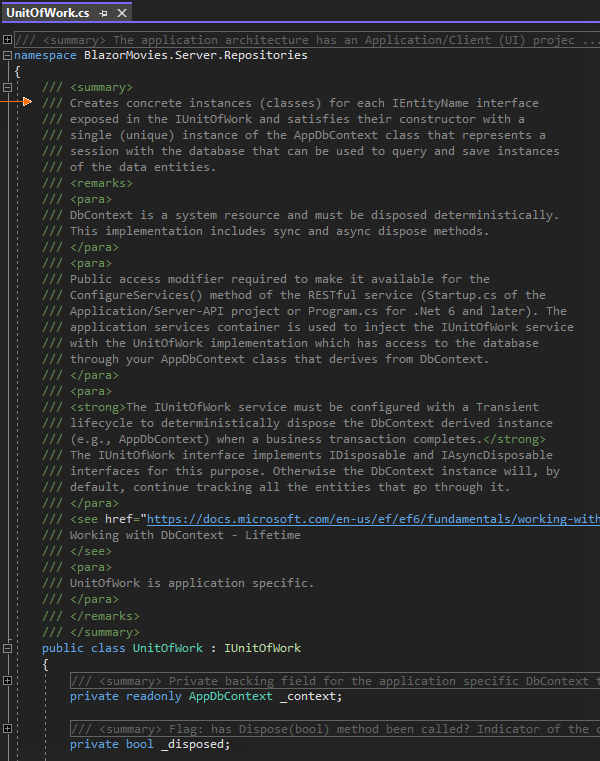 UnitOfWork.cs
/// <summary> The application architecture has an Application/Client (UI) projec ...
namespace BlazorMovies.Server.Repositories
{
/// <summary>
/// Creates concrete instances (classes) for each IEntityName interface
/// exposed in the IUnitOfWork and satisfies their constructor with a
/// single (unique) instance of the AppDbContext class that represents a
/// session with the database that can be used to query and save instances
/// of the data entities.
/// <remarks>
/// <para>
/// DbContext is a system resource and must be disposed deterministically.
/// This implementation includes sync and async dispose methods.
/// </para>
/// <para>
/// Public access modifier required to make it available for the
/// ConfigureServices() method of the RESTful service (Startup.cs of the
/// Application/Server-API project or Program.cs for .Net 6 and later). The
/// application services container is used to inject the IUnitOfWork service
/// with the UnitOfWork implementation which has access to the database
/// through your AppDbContext class that derives from DbContext.
/// </para>
/// <para>
/// <strong>The IUnitOfWork service must be configured with a Transient
/// lifecycle to deterministically dispose the DbContext derived instance
/// (e.g., AppDbContext) when a business transaction completes.</strong>
/// The IUnitOfWork interface implements IDisposable and IAsyncDisposable
/// interfaces for this purpose. Otherwise the DbContext instance will, by
/// default, continue tracking all the entities that go through it.
/// </para>
/// <see href="https://docs.microsoft.com/en-us/ef/ef6/fundamentals/working-with
/// Working with DbContext - Lifetime
/// </see>
/// <para>
/// UnitOfWork is application specific.
/// </para>
/// </remarks>
/// </summary>
public class UnitOfWork : IUnitOfWork
{
/// <summary> Private backing field for the application specific DbContext t
private readonly AppDbContext _context;
/// <summary> Flag: has Dispose(bool) method been called? Indicator of the c
private bool _disposed;